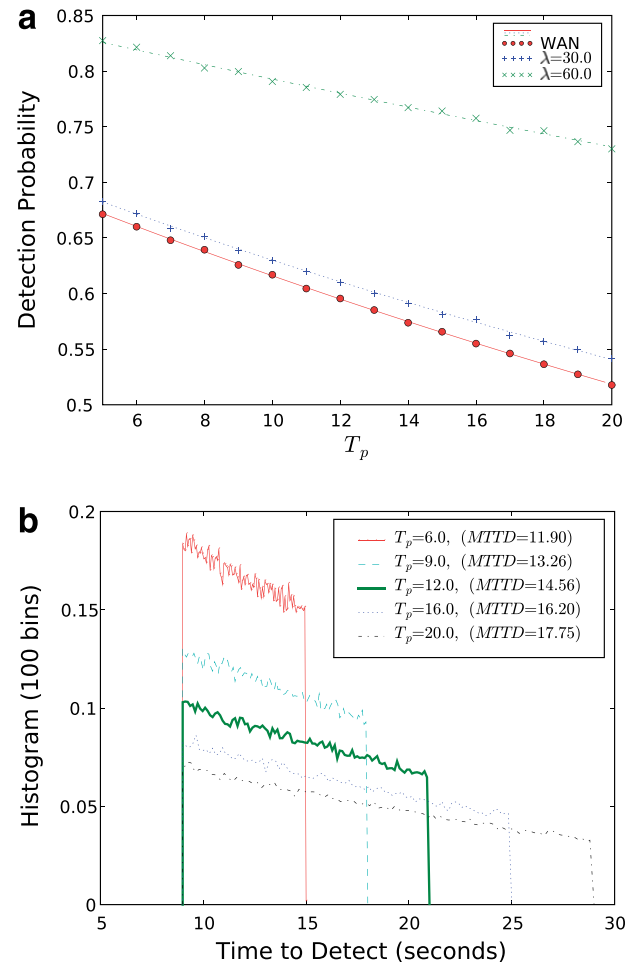 a
0.85
0.8
0.75
0.7
0.65
0.6
0.55
0.5
Detection Probability
WAN
λ=30.0
λ=60.0
6 8 10 12 14 16 18 20
T_p
b
0.2
0.15
0.1
0.05
0
Histogram (100 bins)
T_p=6.0, (MTTD=11.90)
T_p=9.0, (MTTD=13.26)
T_p=12.0, (MTTD=14.56)
T_p=16.0, (MTTD=16.20)
T_p=20.0, (MTTD=17.75)
5 10 15 20 25 30
Time to Detect (seconds)